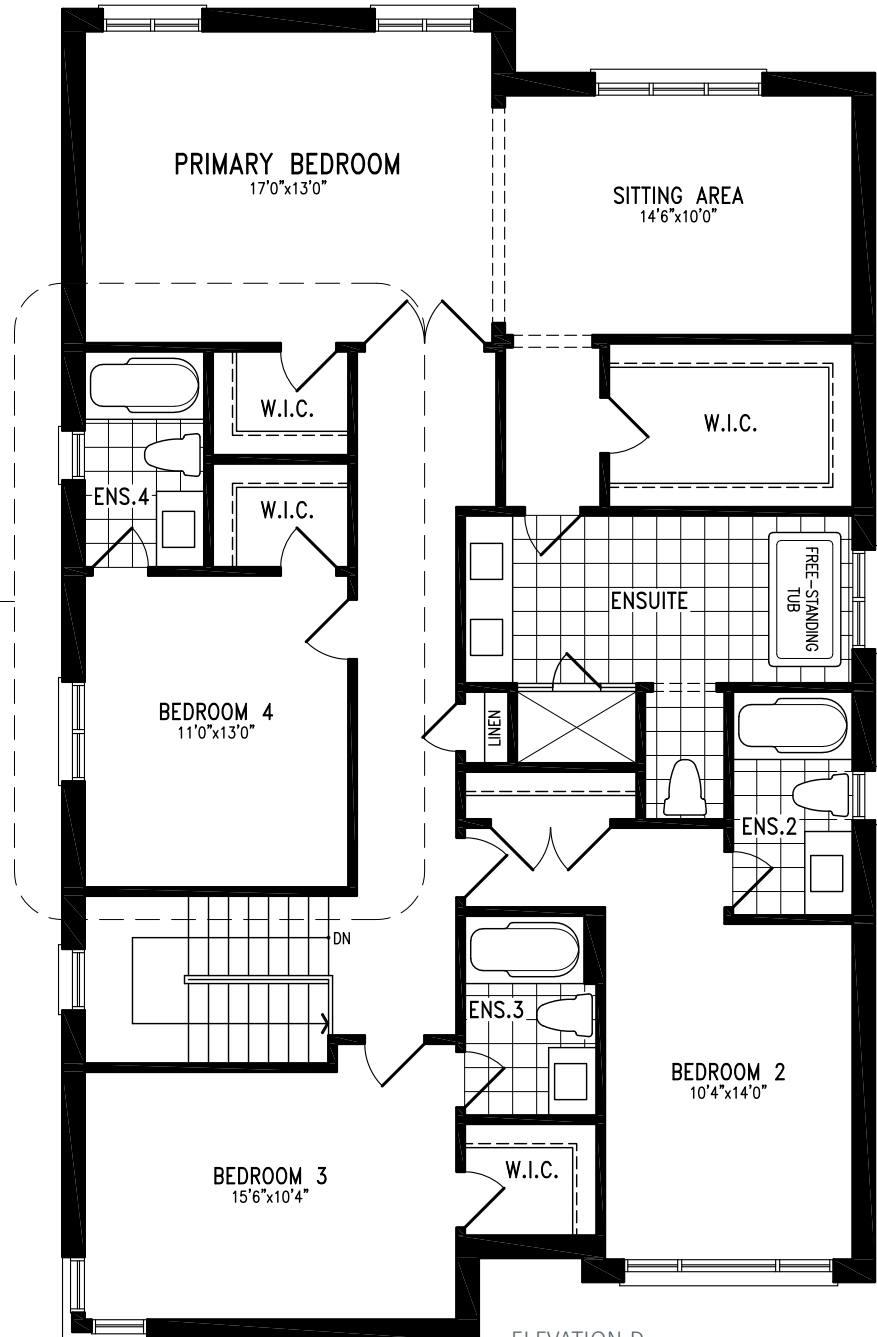 PRIMARY BEDROOM
17'0"x13'0"
SITTING AREA
14'6"x10'0"
W.I.C.
W.I.C.
ENS.4
W.I.C.
FREE-STANDING
TUB
ENSUITE
BEDROOM 4
11'0"x13'0"
LINEN
ENS.2
DN
ENS.3
BEDROOM 2
10'4"x14'0"
BEDROOM 3
15'6"x10'4"
W.I.C.
ELEVATION D